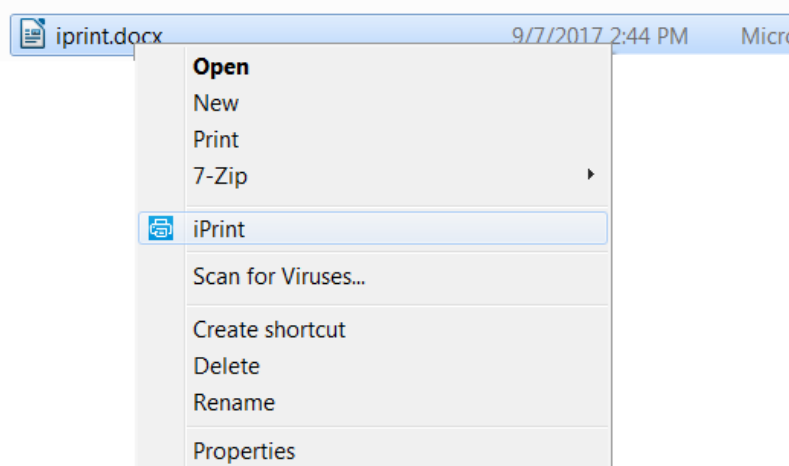 iprint.docx 9/7/2017 2:44 PM
Open
New
Print
7-Zip
iPrint
Scan for Viruses...
Create shortcut
Delete
Rename
Properties